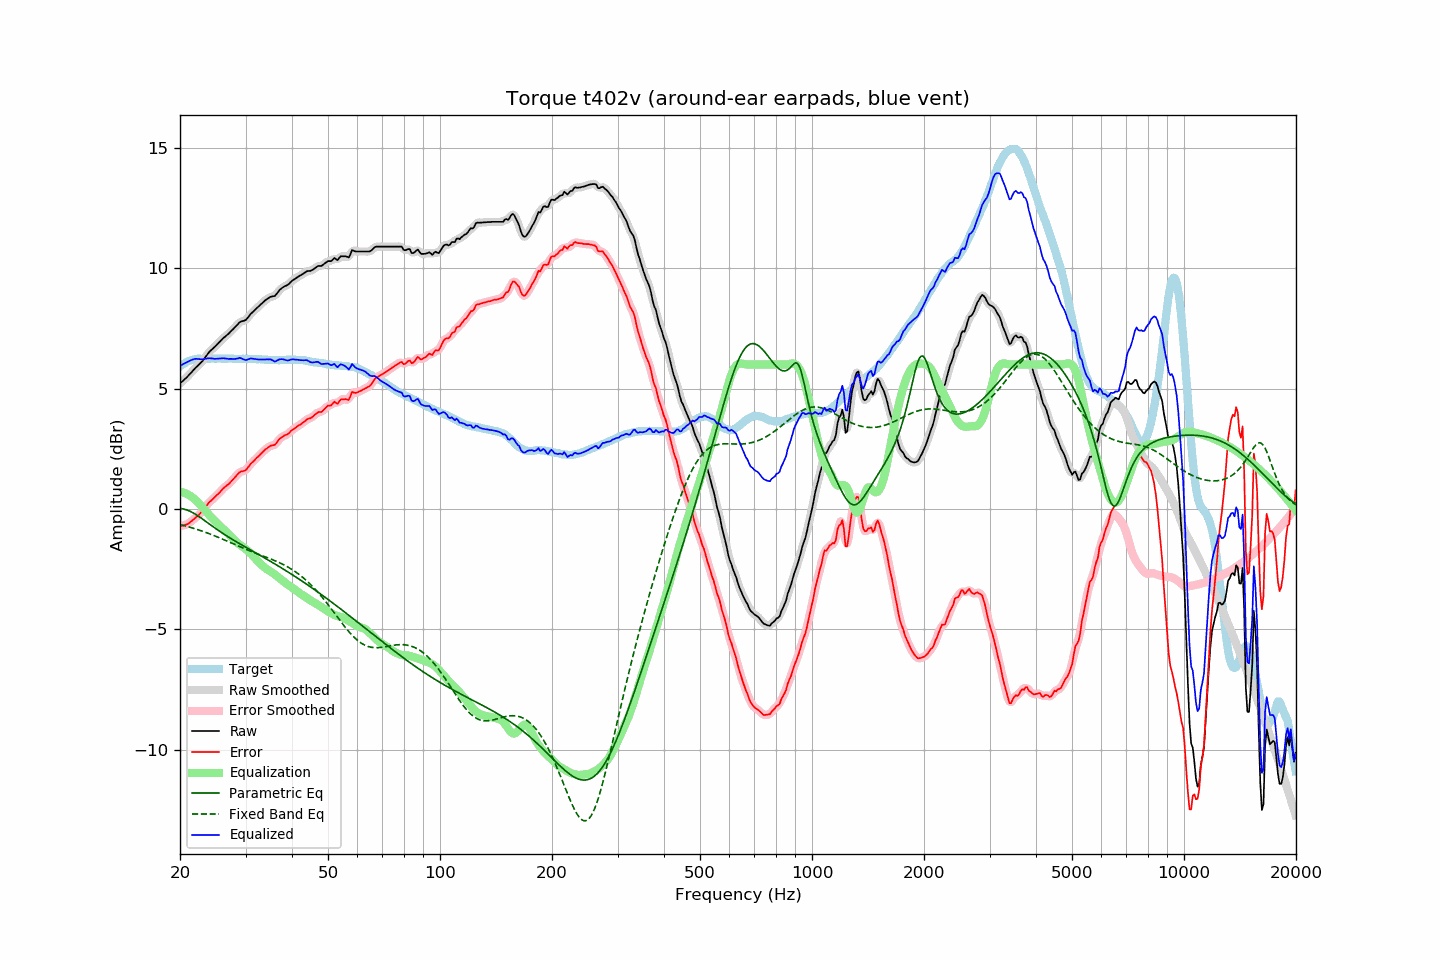 Torque t402v (around-ear earpads, blue vent)
15
10
5
0
−5
−10
Amplitude (dBr)
Target
Raw Smoothed
Error Smoothed
Raw
Error
Equalization
Parametric Eq
Fixed Band Eq
Equalized
20 50 100 200 500 1000 2000 5000 10000 20000
Frequency (Hz)